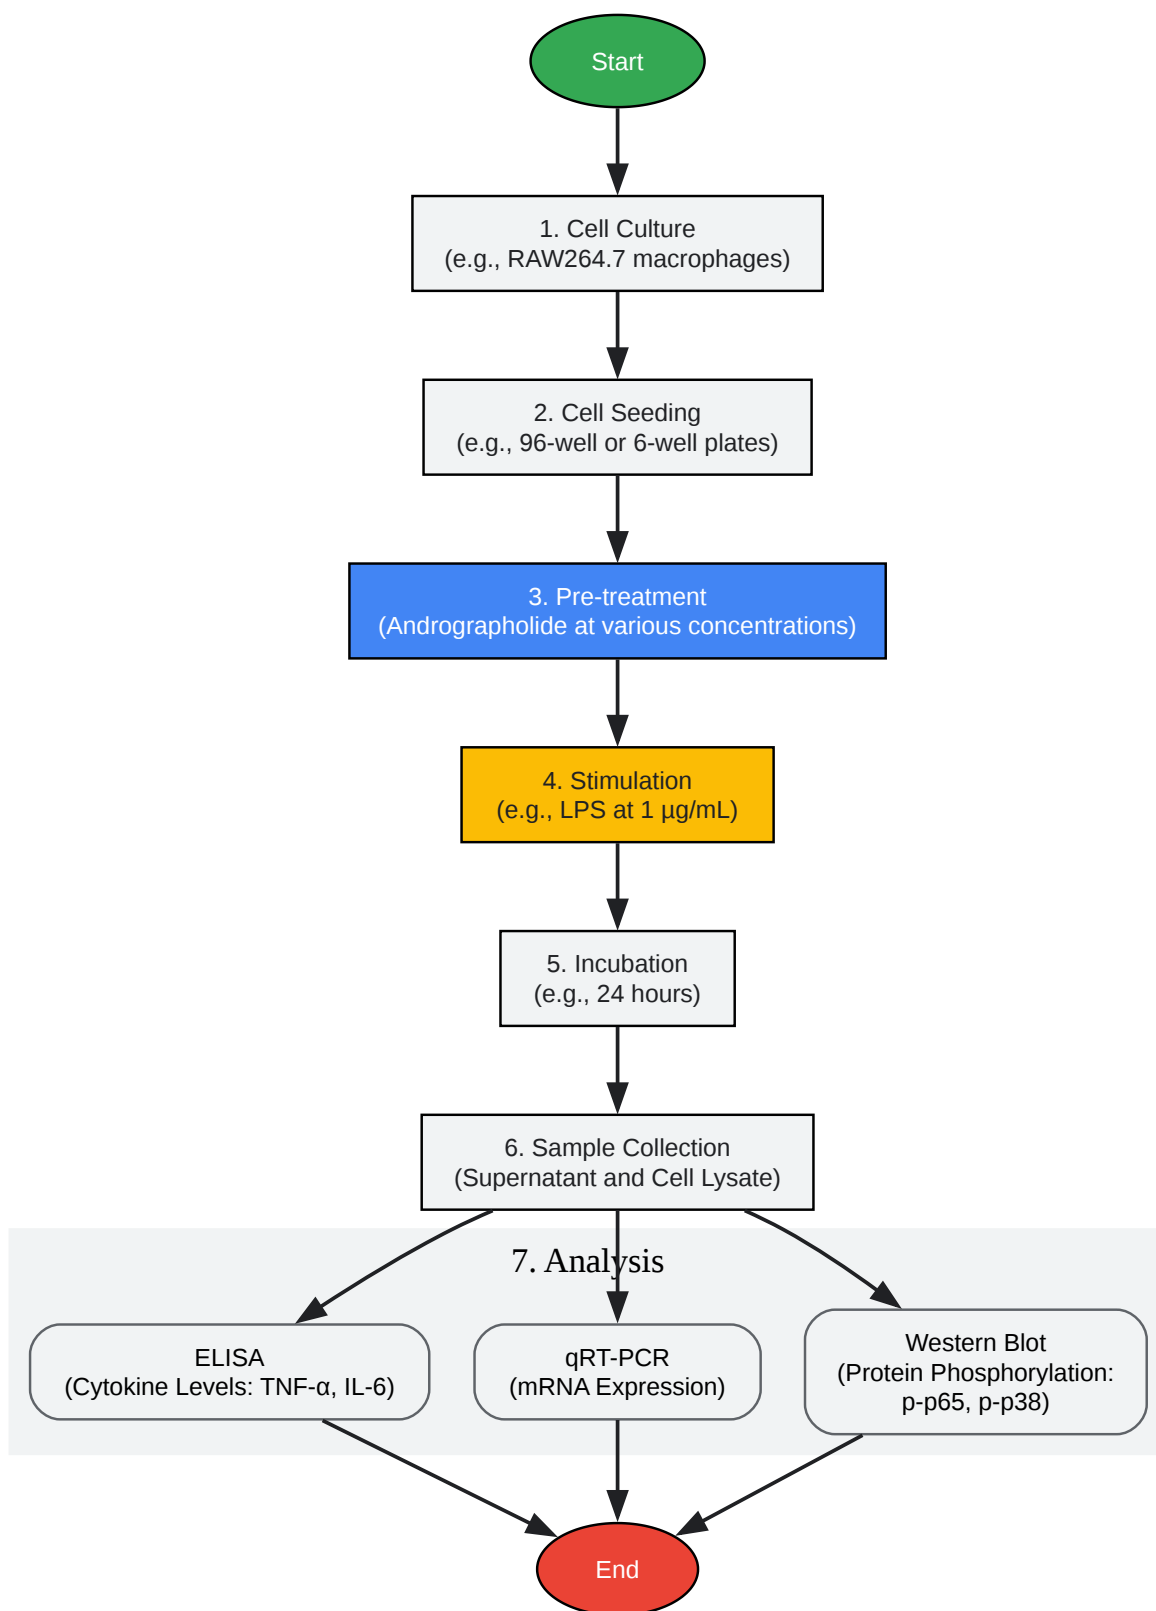 Start
1. Cell Culture
(e.g., RAW264.7 macrophages)
2. Cell Seeding
(e.g., 96-well or 6-well plates)
3. Pre-treatment
(Andrographolide at various concentrations)
4. Stimulation
(e.g., LPS at 1 µg/mL)
5. Incubation
(e.g., 24 hours)
6. Sample Collection
(Supernatant and Cell Lysate)
7. Analysis
ELISA
(Cytokine Levels: TNF-α, IL-6)
qRT-PCR
(mRNA Expression)
Western Blot
(Protein Phosphorylation:
p-p65, p-p38)
End